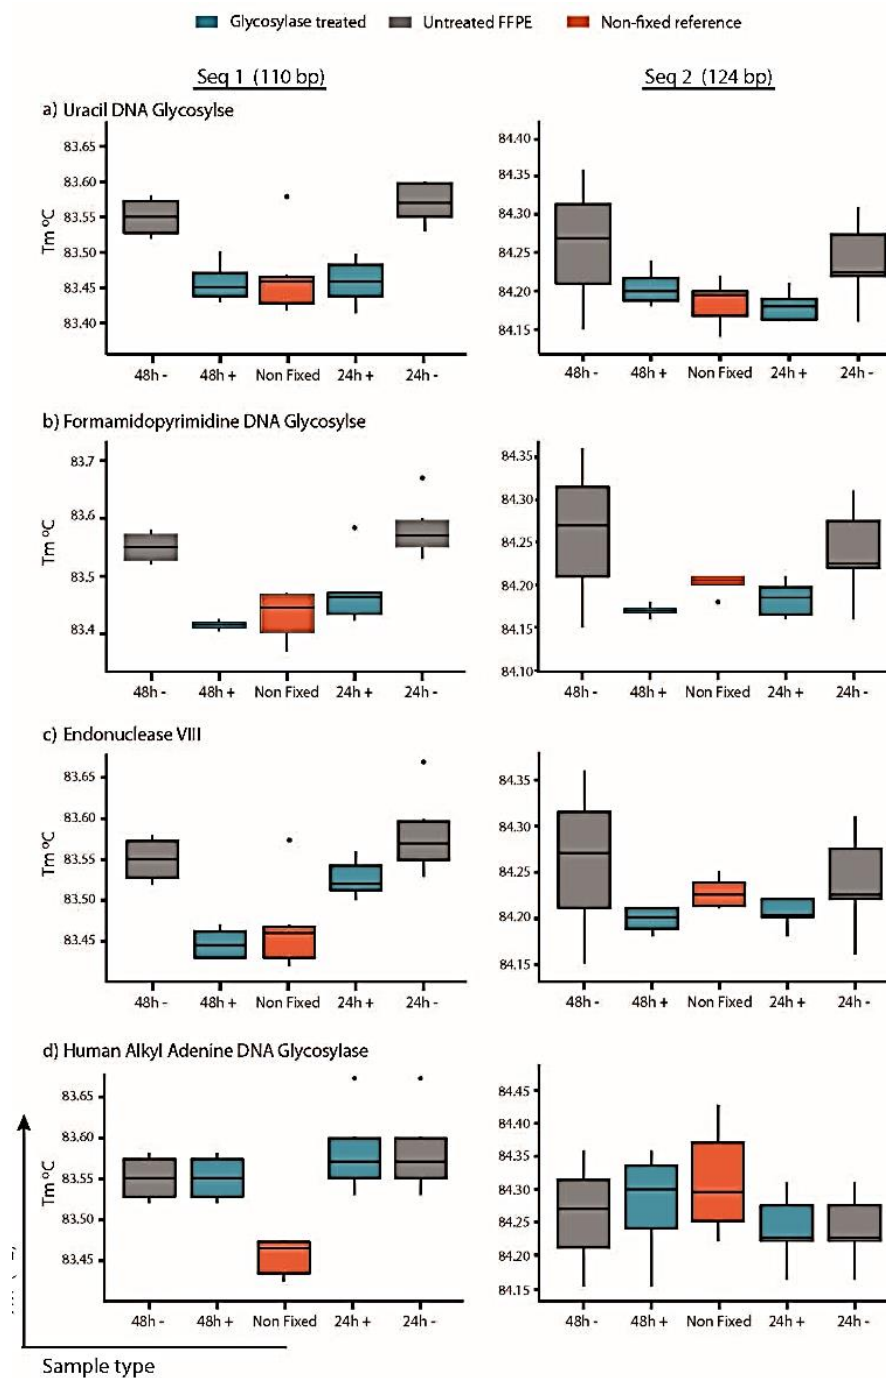 Glycosylase treated Untreated FFPE Non-fixed reference
Seq 1 (110 bp) Seq 2 (124 bp)
a) Uracil DNA Glycosylse
83.65
83.60
83.55
83.50
83.45
83.40
Tm ºC
48h - 48h + Non Fixed 24h + 24h -
84.40
84.30
84.25
84.20
84.15
48h - 48h + Non Fixed 24h + 24h -
b) Formamidopyrimidine DNA Glycosylse
83.7
83.6
83.5
83.4
Tm ºC
48h - 48h + Non Fixed 24h + 24h -
84.35
84.30
84.25
84.20
84.15
84.10
48h - 48h + Non Fixed 24h + 24h -
c) Endonuclease VIII
83.65
83.60
83.55
83.50
83.45
Tm ºC
48h - 48h + Non Fixed 24h + 24h -
84.35
84.30
84.25
84.20
84.15
48h - 48h + Non Fixed 24h + 24h -
d) Human Alkyl Adenine DNA Glycosylase
83.60
83.55
83.50
83.45
Tm ºC
48h - 48h + Non Fixed 24h + 24h -
84.45
84.40
84.35
84.30
84.25
84.20
84.15
48h - 48h + Non Fixed 24h + 24h -
Sample type